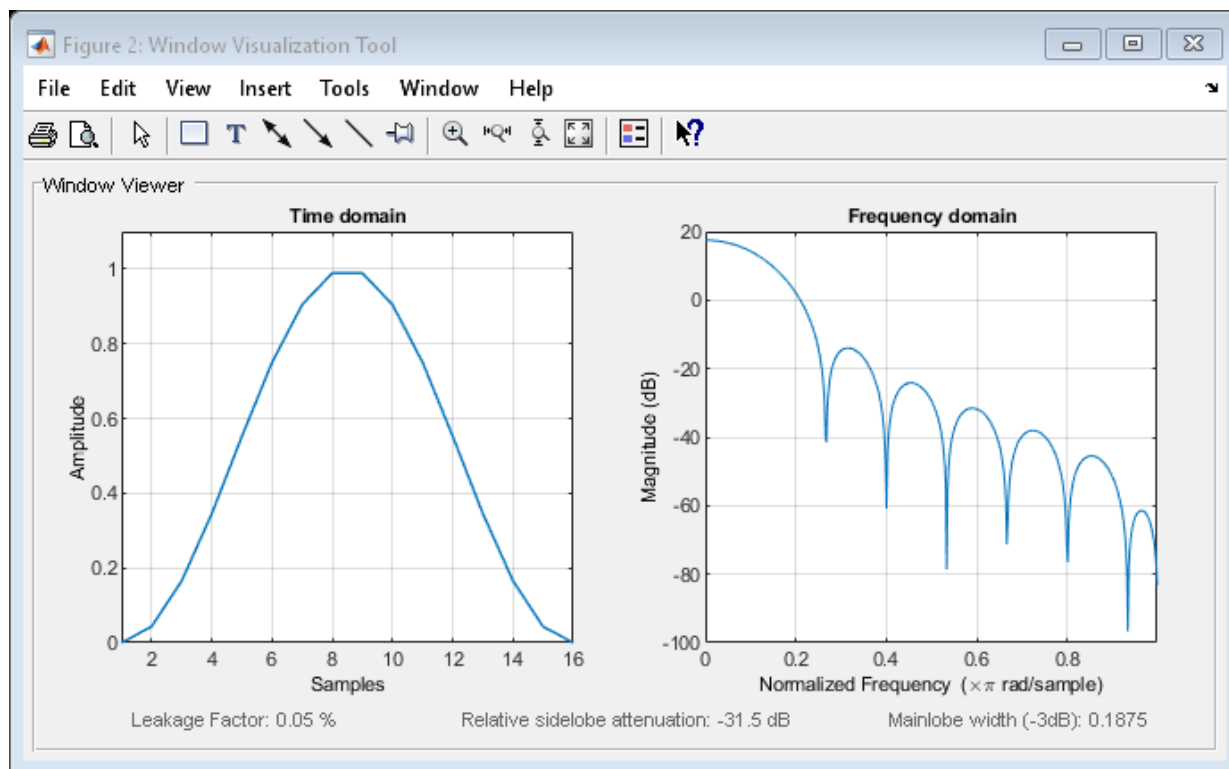 Figure 2: Window Visualization Tool
File Edit View Insert Tools Window Help
T
?
Window Viewer
Time domain
1
0.8
0.6
0.4
0.2
0
2 4 6 8 10 12 14 16
Amplitude
Samples
Frequency domain
20
0
-20
-40
-60
-80
-100
0 0.2 0.4 0.6 0.8
Magnitude (dB)
Normalized Frequency (×π rad/sample)
Leakage Factor: 0.05 % Relative sidelobe attenuation: -31.5 dB Mainlobe width (-3dB): 0.1875